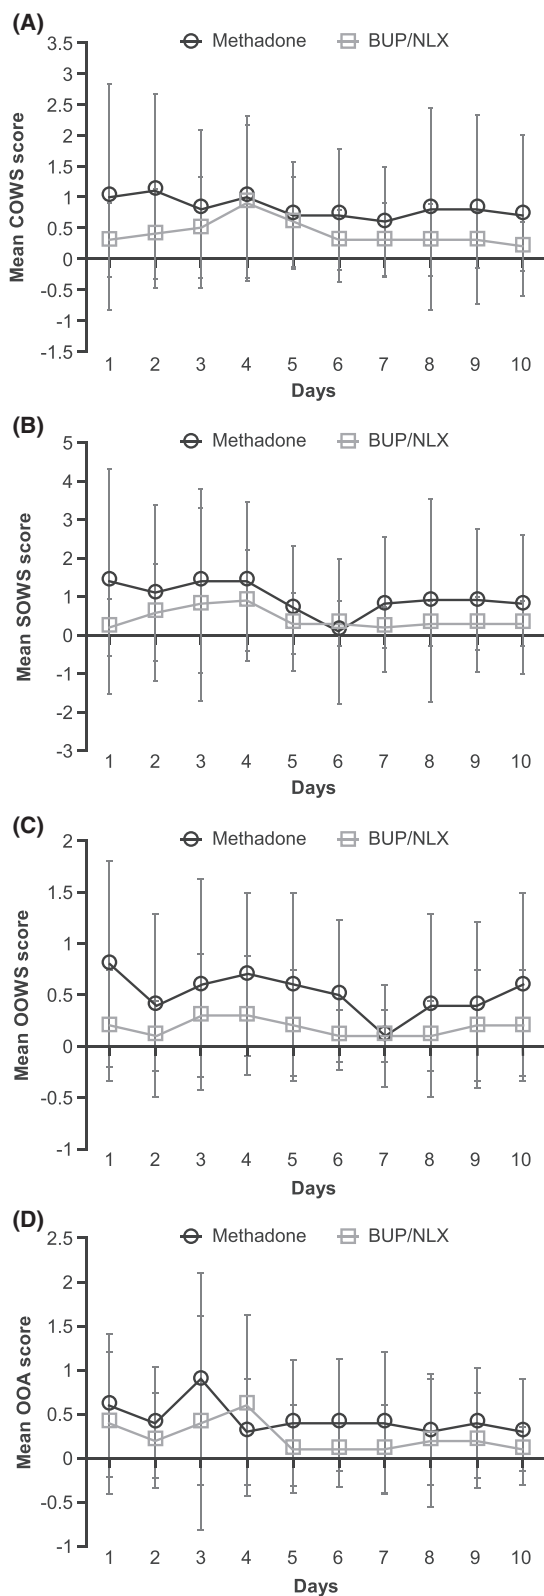 (A)
Methadone BUP/NLX
Mean COWS score
3.5
3
2.5
2
1.5
1
0.5
0
-0.5
-1
-1.5
1 2 3 4 5 6 7 8 9 10
Days
(B)
Methadone BUP/NLX
Mean SOWS score
5
4
3
2
1
0
-1
-2
-3
1 2 3 4 5 6 7 8 9 10
Days
(C)
Methadone BUP/NLX
Mean OOWS score
2
1.5
1
0.5
0
-0.5
-1
1 2 3 4 5 6 7 8 9 10
Days
(D)
Methadone BUP/NLX
Mean OOA score
2.5
2
1.5
1
0.5
0
-0.5
-1
1 2 3 4 5 6 7 8 9 10
Days